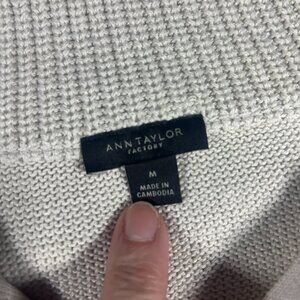 ANN TAYLOR
FACTORY
M
MADE IN
CAMBODIA